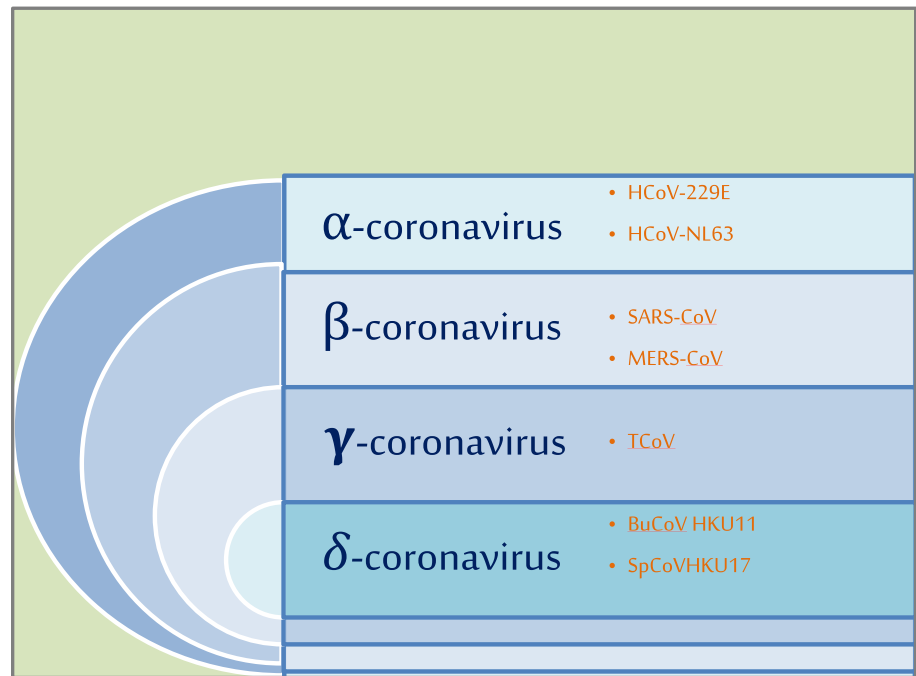 α-coronavirus
• HCoV-229E
• HCoV-NL63
β-coronavirus
• SARS-CoV
• MERS-CoV
γ-coronavirus
• TCoV
δ-coronavirus
• BuCoV HKU11
• SpCoVHKU17